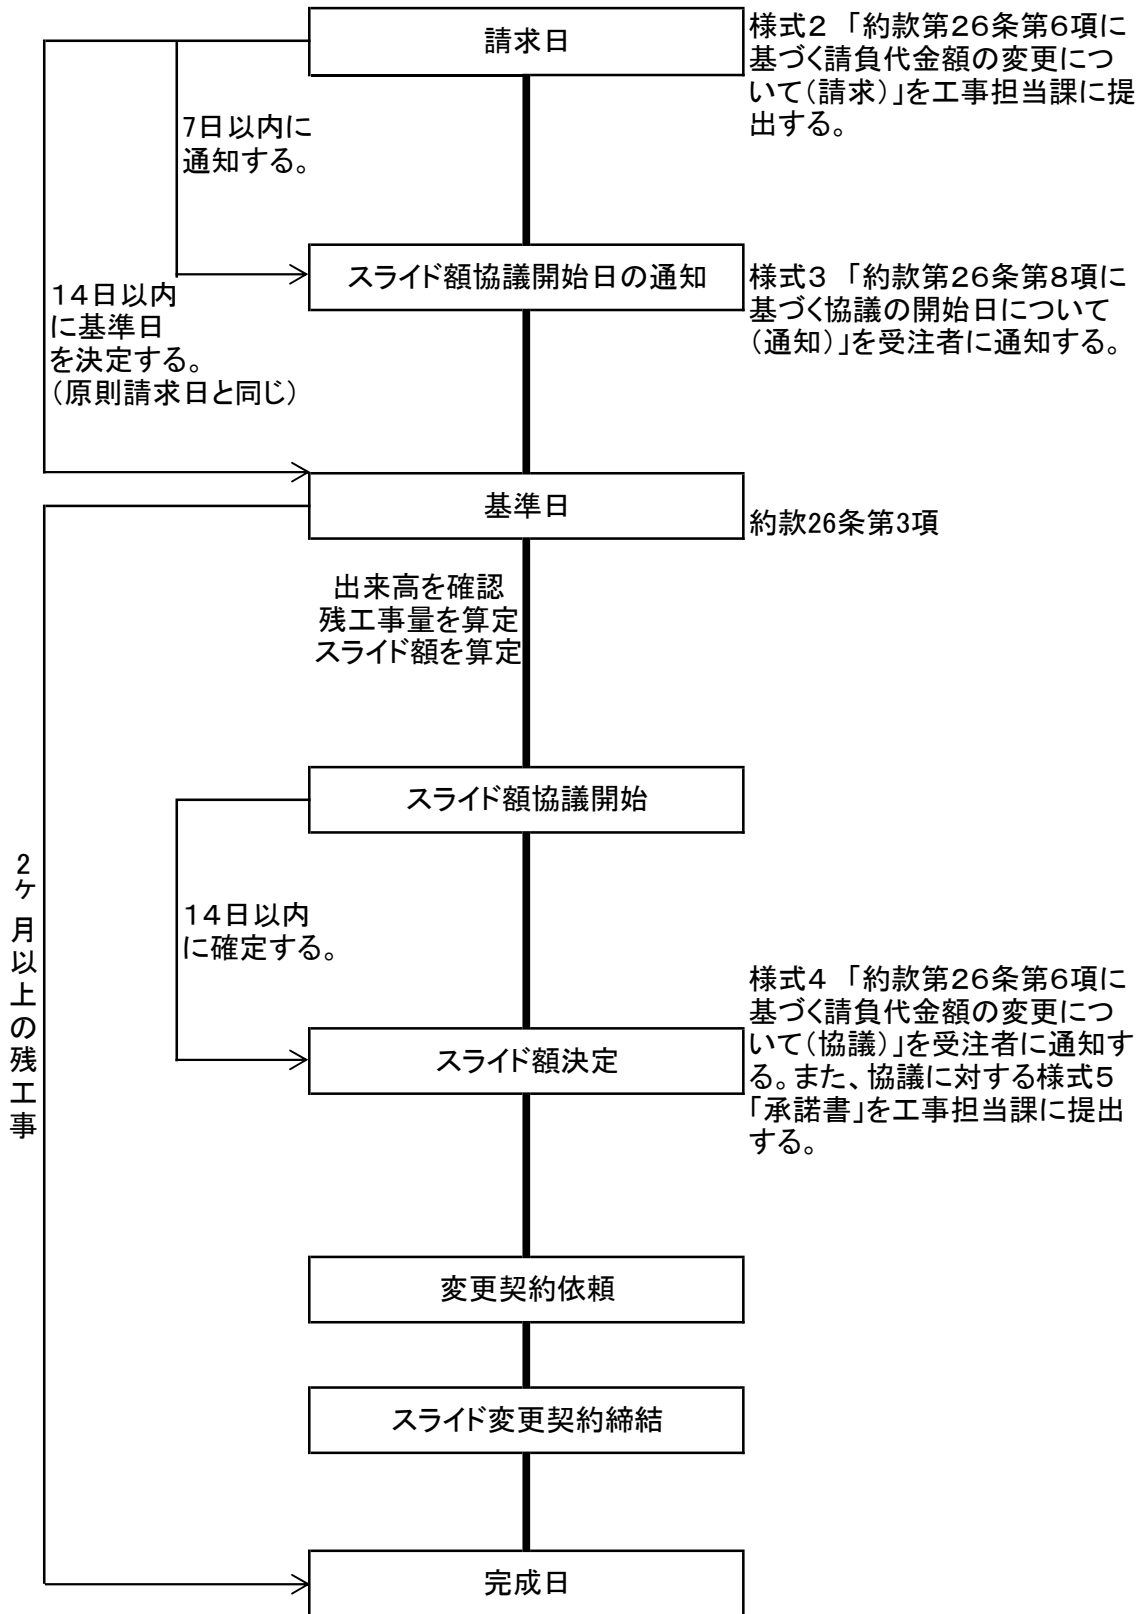 請求日
様式2 「約款第26条第6項に
基づく請負代金額の変更につ
いて(請求)」を工事担当課に提
出する。
7日以内に
通知する。
スライド額協議開始日の通知
様式3 「約款第26条第8項に
基づく協議の開始日について
(通知)」を受注者に通知する。
14日以内
に基準日
を決定する。
(原則請求日と同じ)
基準日
約款26条第3項
出来高を確認
残工事量を算定
スライド額を算定
スライド額協議開始
2ヶ月以上の残工事
14日以内
に確定する。
スライド額決定
様式4 「約款第26条第6項に
基づく請負代金額の変更につ
いて(協議)」を受注者に通知す
る。また、協議に対する様式5
「承諾書」を工事担当課に提出
する。
変更契約依頼
スライド変更契約締結
完成日